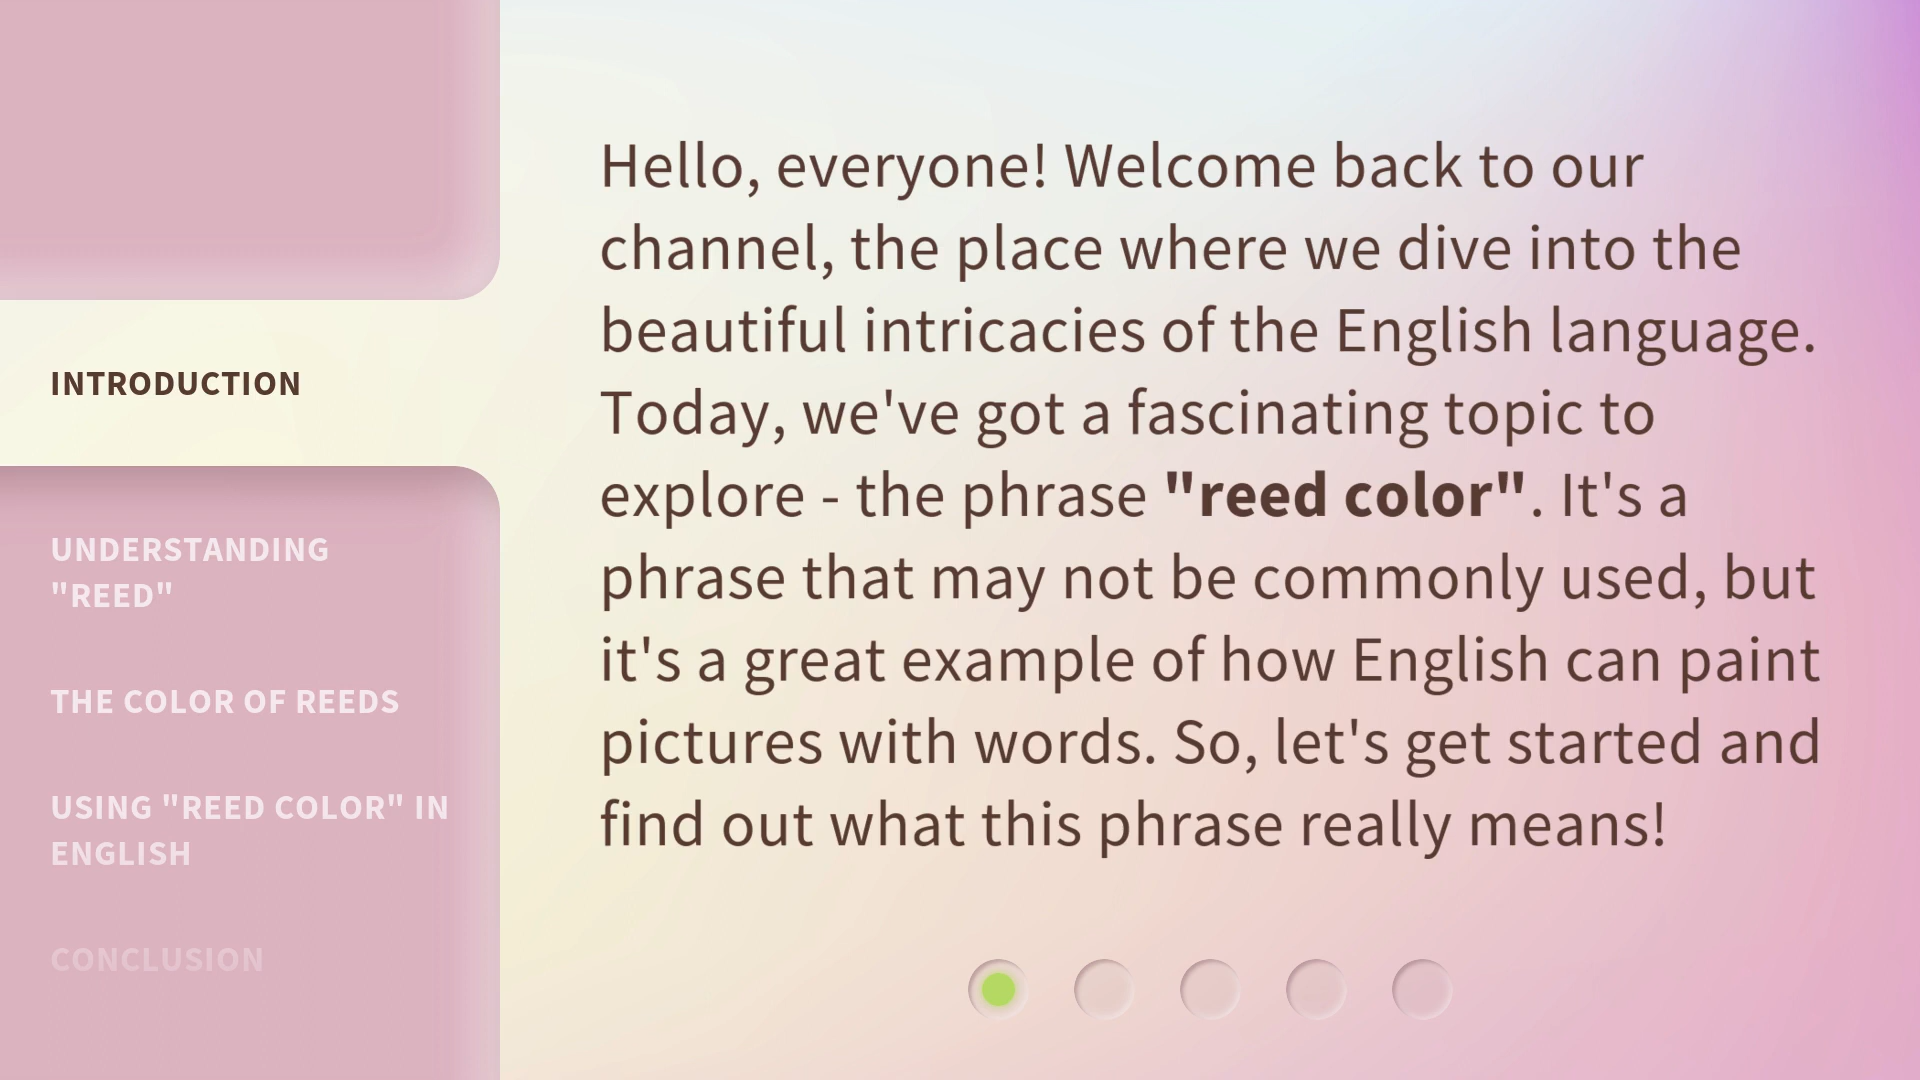 INTRODUCTION
UNDERSTANDING
"REED"
THE COLOR OF REEDS
USING "REED COLOR" IN
ENGLISH
CONCLUSION
Hello, everyone! Welcome back to our
channel, the place where we dive into the
beautiful intricacies of the English language.
Today, we've got a fascinating topic to
explore - the phrase "reed color". It's a
phrase that may not be commonly used, but
it's a great example of how English can paint
pictures with words. So, let's get started and
find out what this phrase really means!